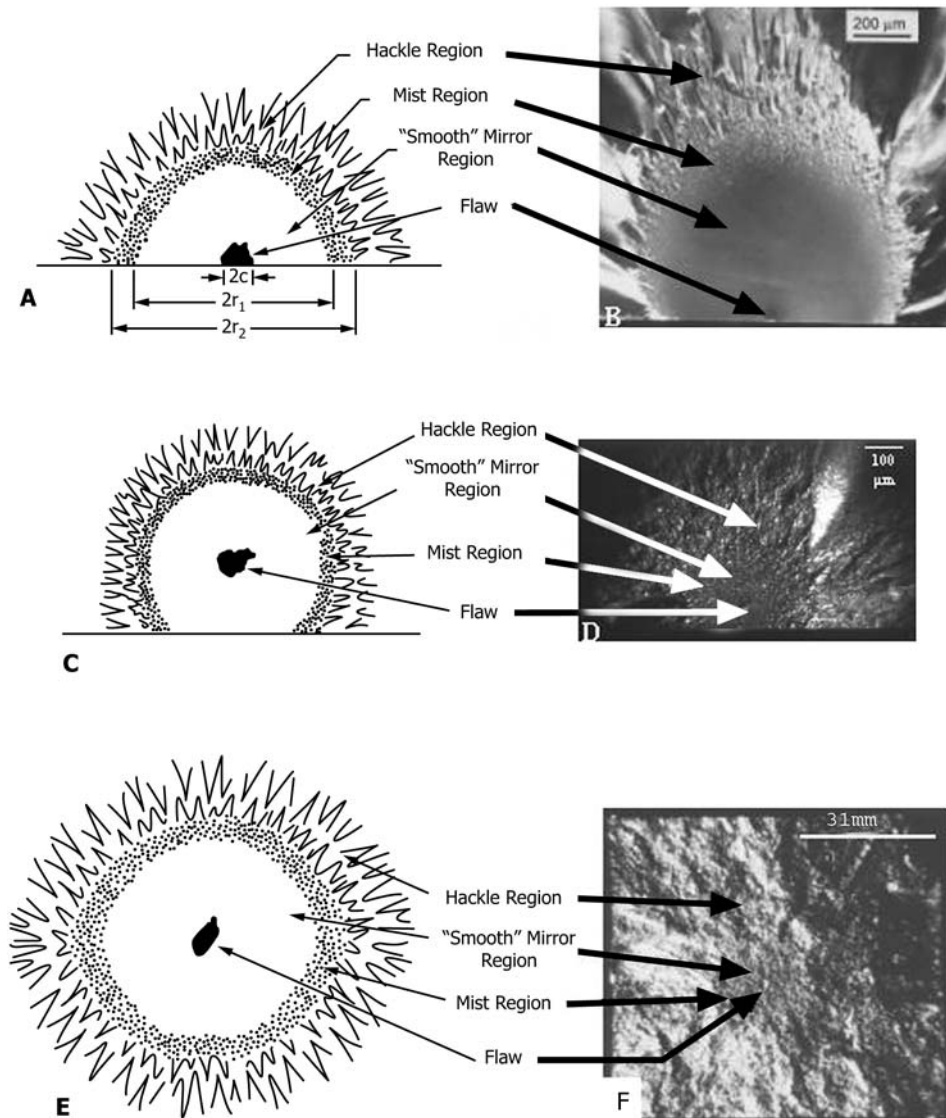 Hackle Region
Mist Region
“Smooth” Mirror
Region
Flaw
2c
2r₁
2r₂
A
200 μm
B
Hackle Region
“Smooth” Mirror
Region
Mist Region
Flaw
C
100
μm
D
Hackle Region
“Smooth” Mirror
Region
Mist Region
Flaw
E
31mm
F